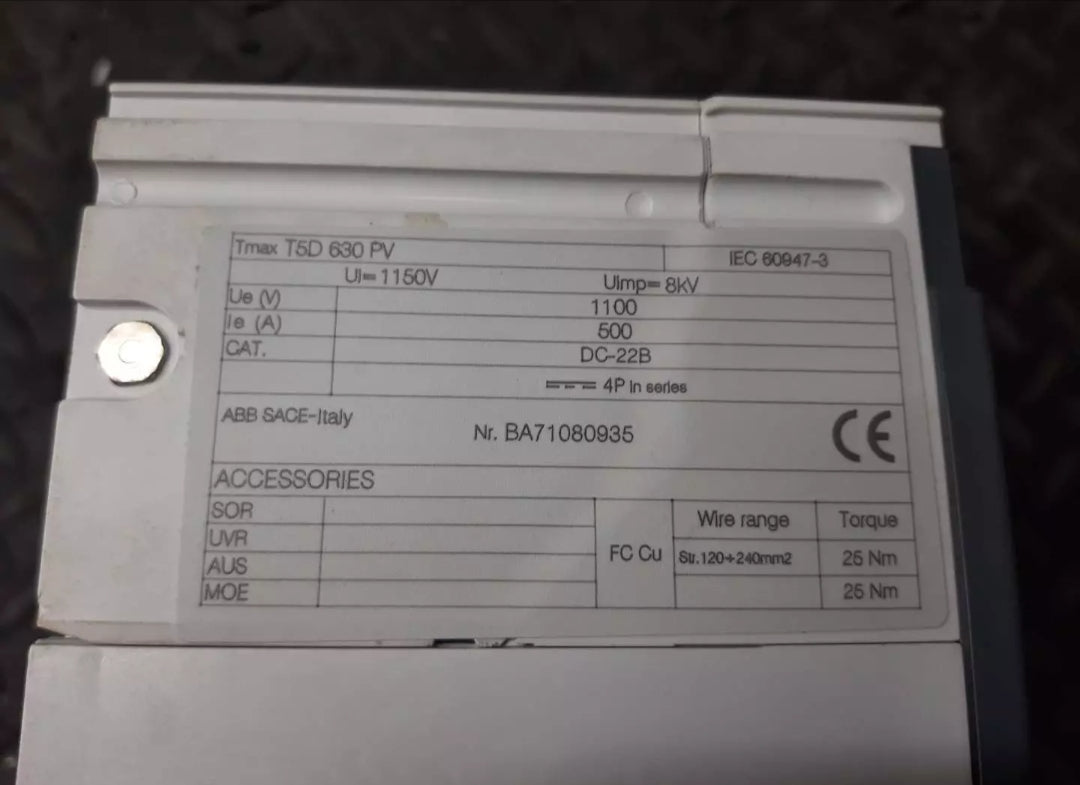 Tmax T5D 630 PV IEC 60947-3
Ui=1150V Uimp=8kV
Ue (V) 1100
Ie (A) 500
CAT. DC-22B
4P in series
ABB SACE-Italy Nr. BA71080935 CE
ACCESSORIES
SOR
UVR
AUS
MOE
FC Cu
Wire range Torque
Str.120÷240mm2 25 Nm
25 Nm